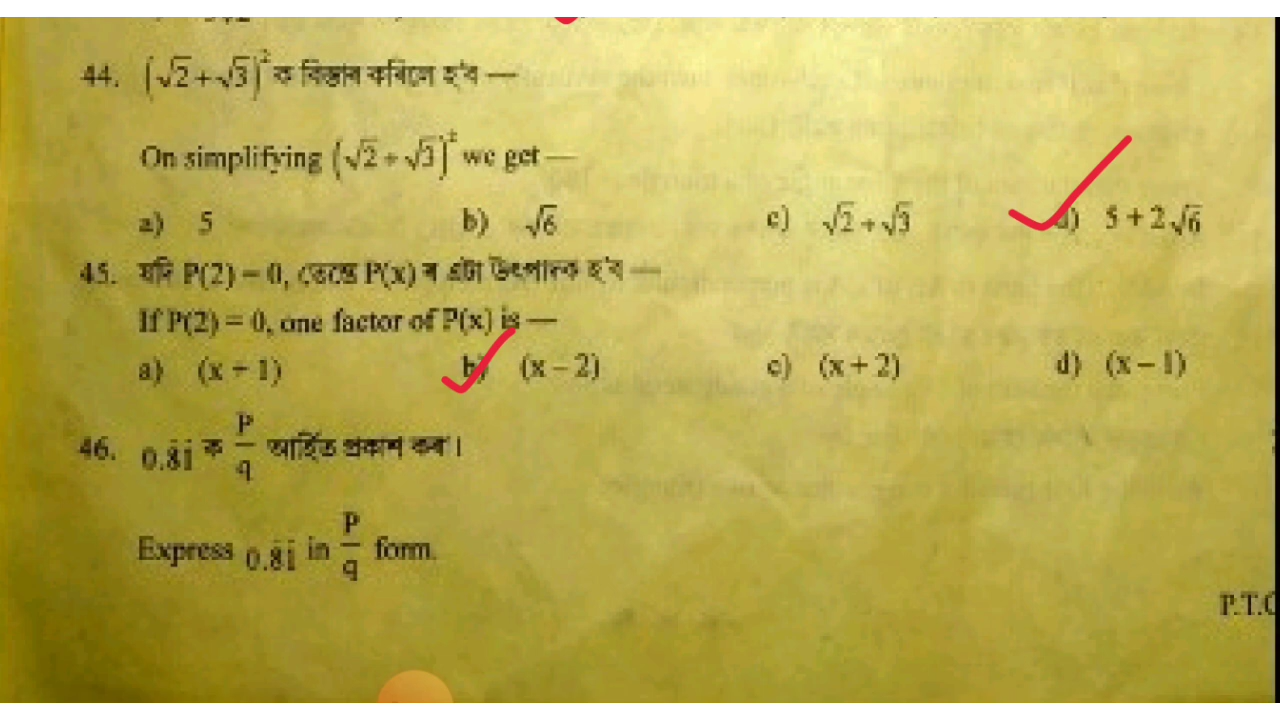 44. (√2+√3)² ক বিস্তাৰ কৰিলে হ'ব —
On simplifying (√2 + √3)² we get —
a) 5 b) √6 c) √2+√3 d) 5+2√6
45. যদি P(2) = 0, তেন্তে P(x) ৰ এটা উৎপাদক হ'ব —
If P(2) = 0, one factor of P(x) is —
a) (x + 1) b) (x – 2) c) (x + 2) d) (x – 1)
46. 0.8̇1̇ ক P/q আৰ্হিত প্ৰকাশ কৰা।
Express 0.8̇1̇ in P/q form.
P.T.